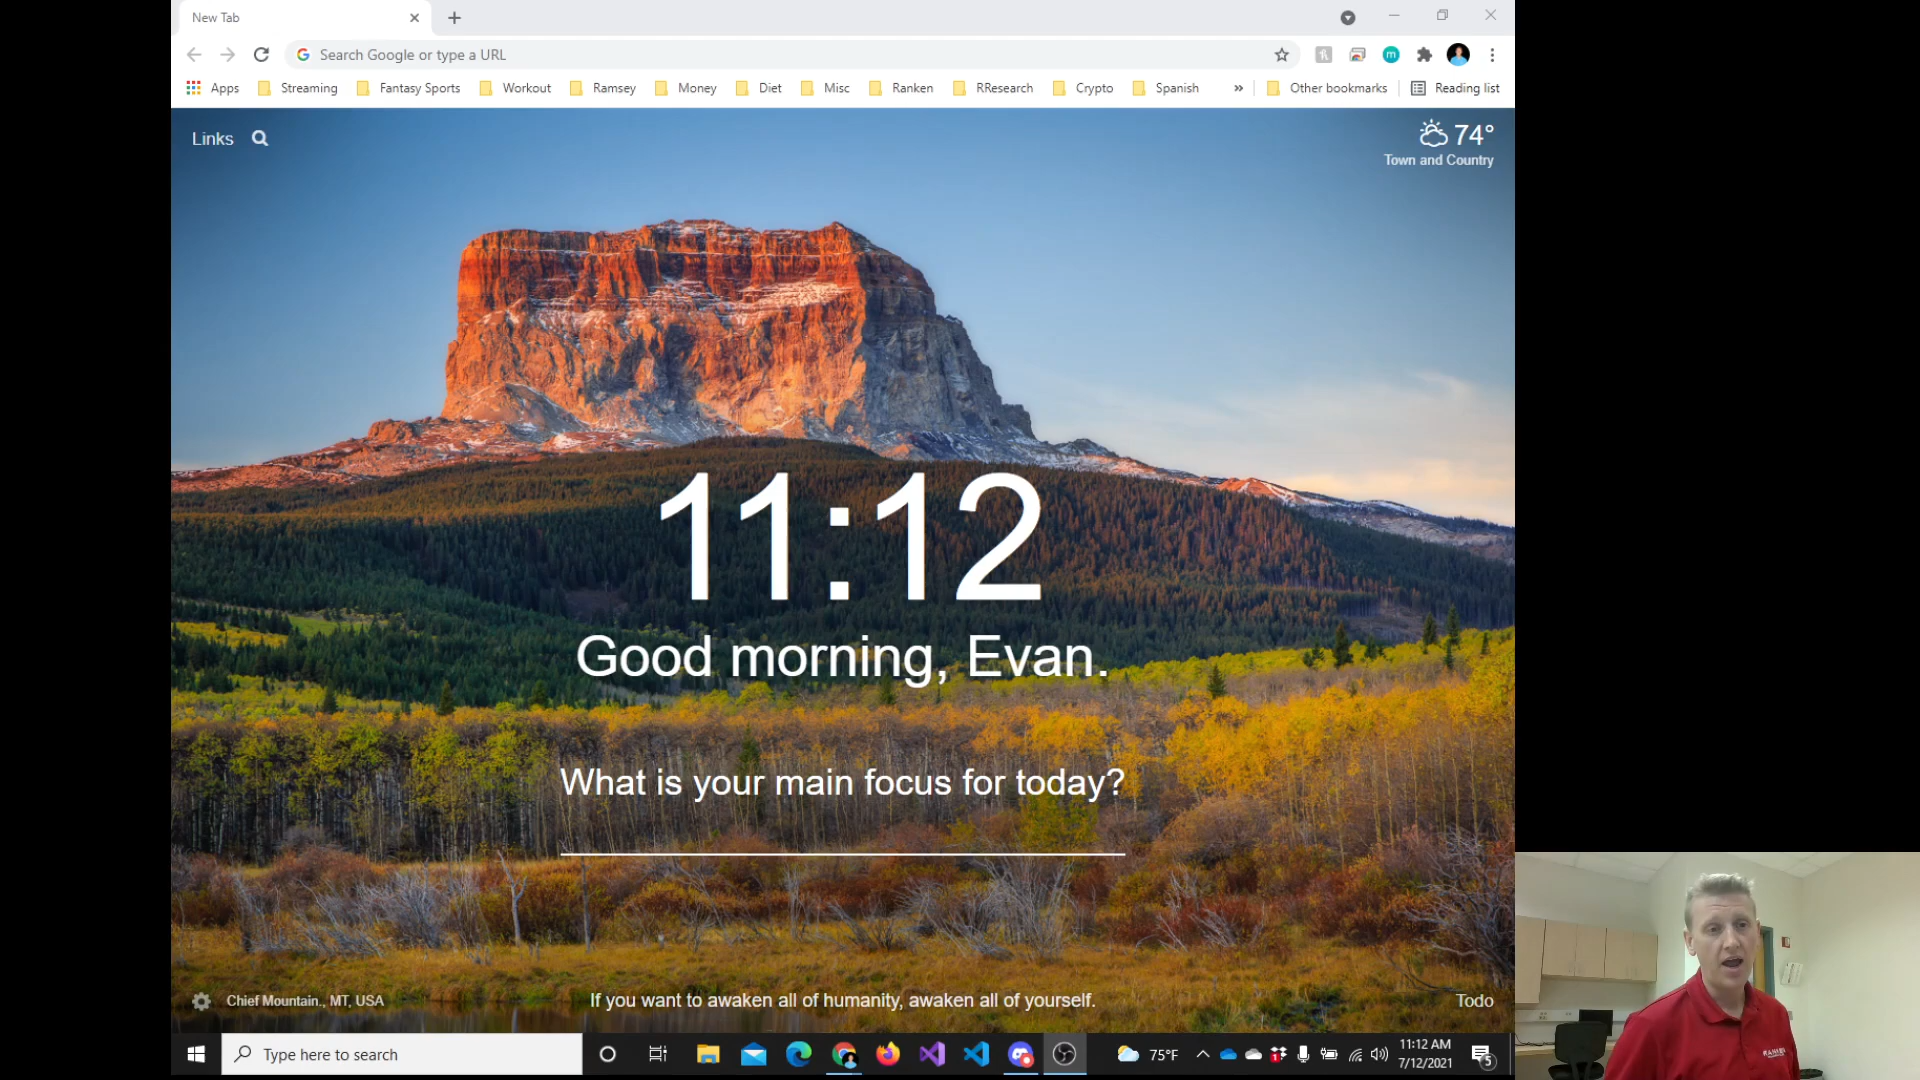 New Tab
Search Google or type a URL
Apps Streaming Fantasy Sports Workout Ramsey Money Diet Misc Ranken RResearch Crypto Spanish » Other bookmarks Reading list
Links
74°
Town and Country
11:12
Good morning, Evan.
What is your main focus for today?
Chief Mountain., MT, USA
If you want to awaken all of humanity, awaken all of yourself.
Todo
Type here to search
75°F
11:12 AM
7/12/2021
5
RANKEN